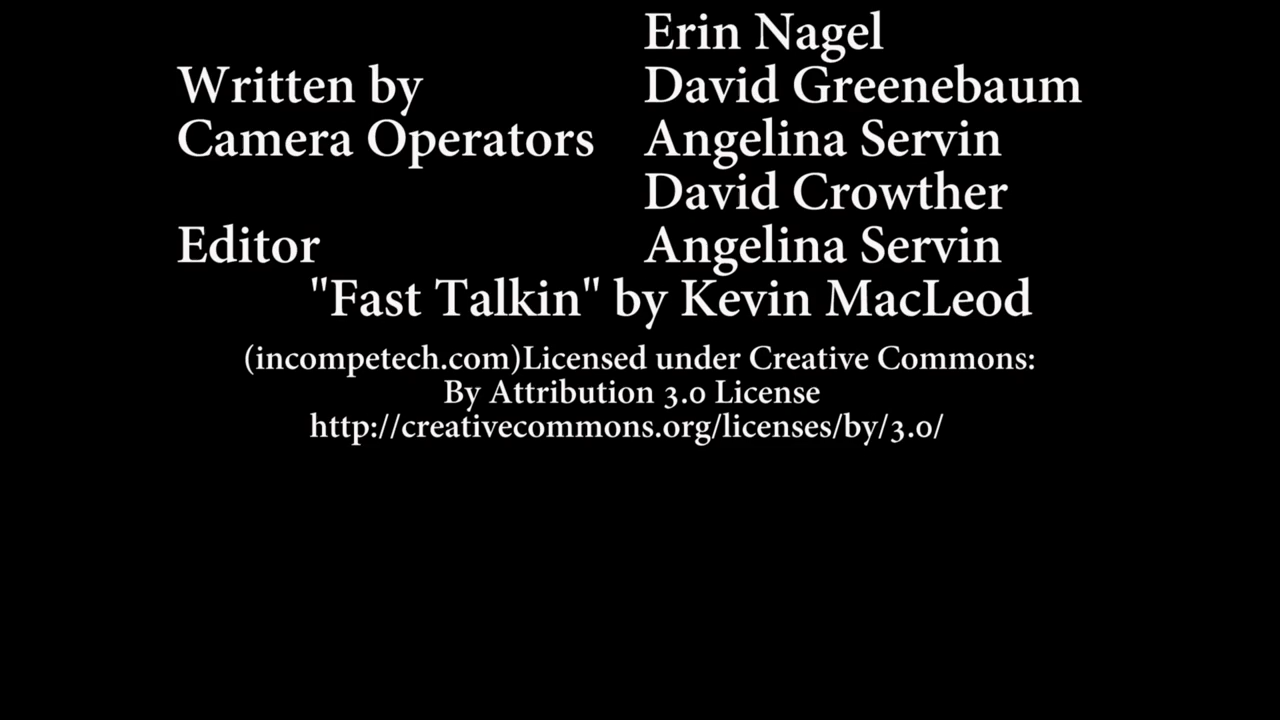 Erin Nagel
Written by David Greenebaum
Camera Operators Angelina Servin
David Crowther
Editor Angelina Servin
"Fast Talkin" by Kevin MacLeod
(incompetech.com)Licensed under Creative Commons:
By Attribution 3.0 License
http://creativecommons.org/licenses/by/3.0/